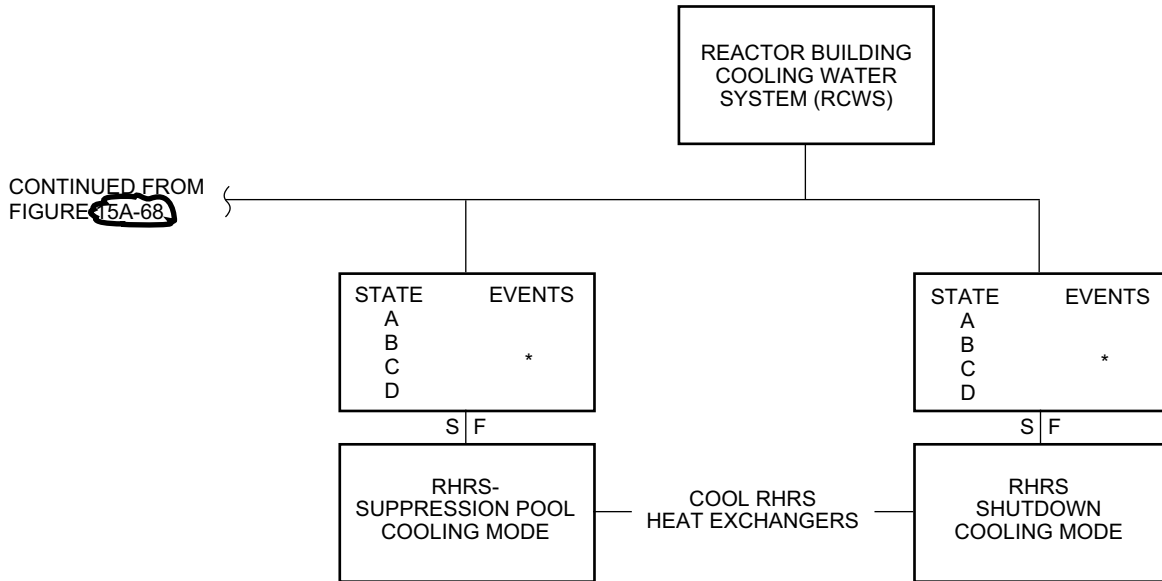 REACTOR BUILDING
COOLING WATER
SYSTEM (RCWS)
CONTINUED FROM
FIGURE 15A-68
STATE EVENTS
A
B
C *
D
STATE EVENTS
A
B
C *
D
S F
S F
RHRS-
SUPPRESSION POOL
COOLING MODE
COOL RHRS
HEAT EXCHANGERS
RHRS
SHUTDOWN
COOLING MODE